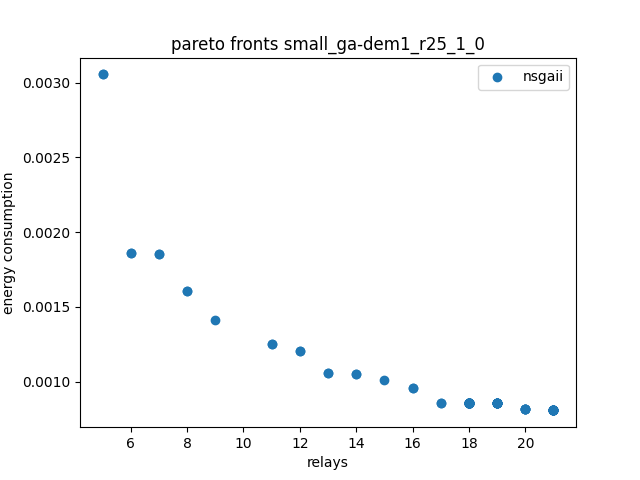 pareto fronts small_ga-dem1_r25_1_0
nsgaii
0.0030
0.0025
0.0020
0.0015
0.0010
energy consumption
6 8 10 12 14 16 18 20
relays